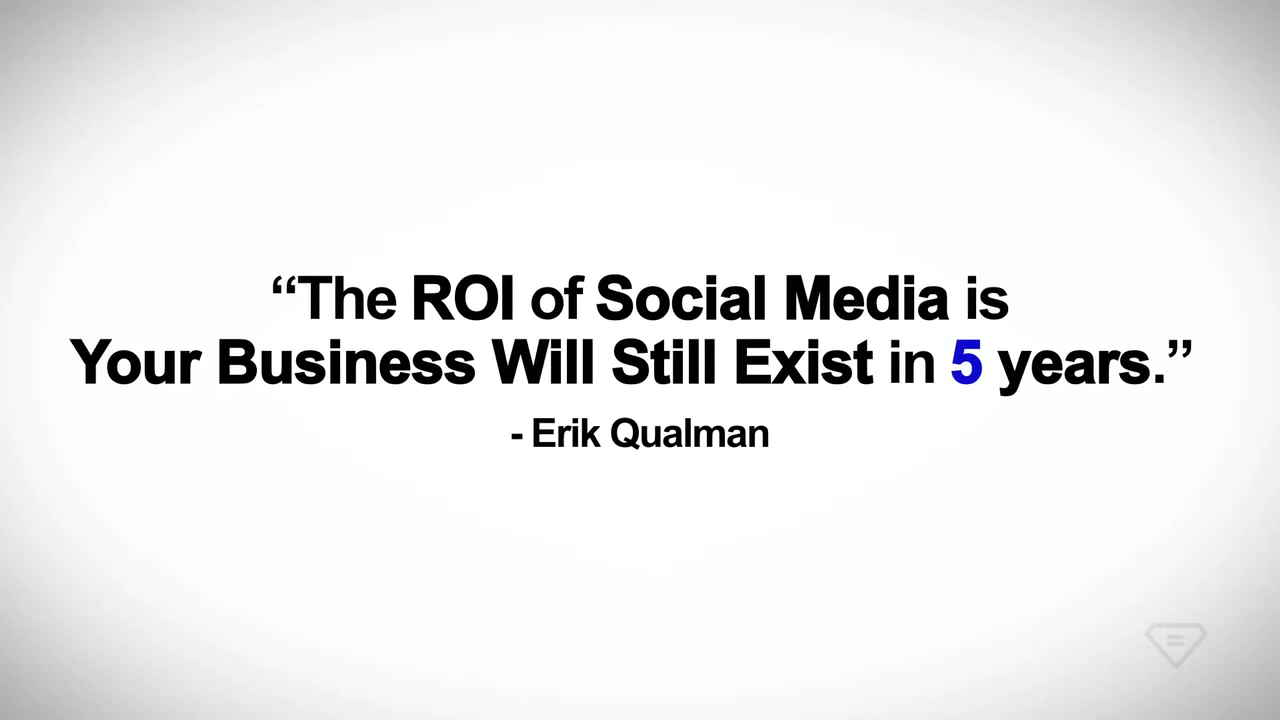 “The ROI of Social Media is
Your Business Will Still Exist in 5 years.”
- Erik Qualman